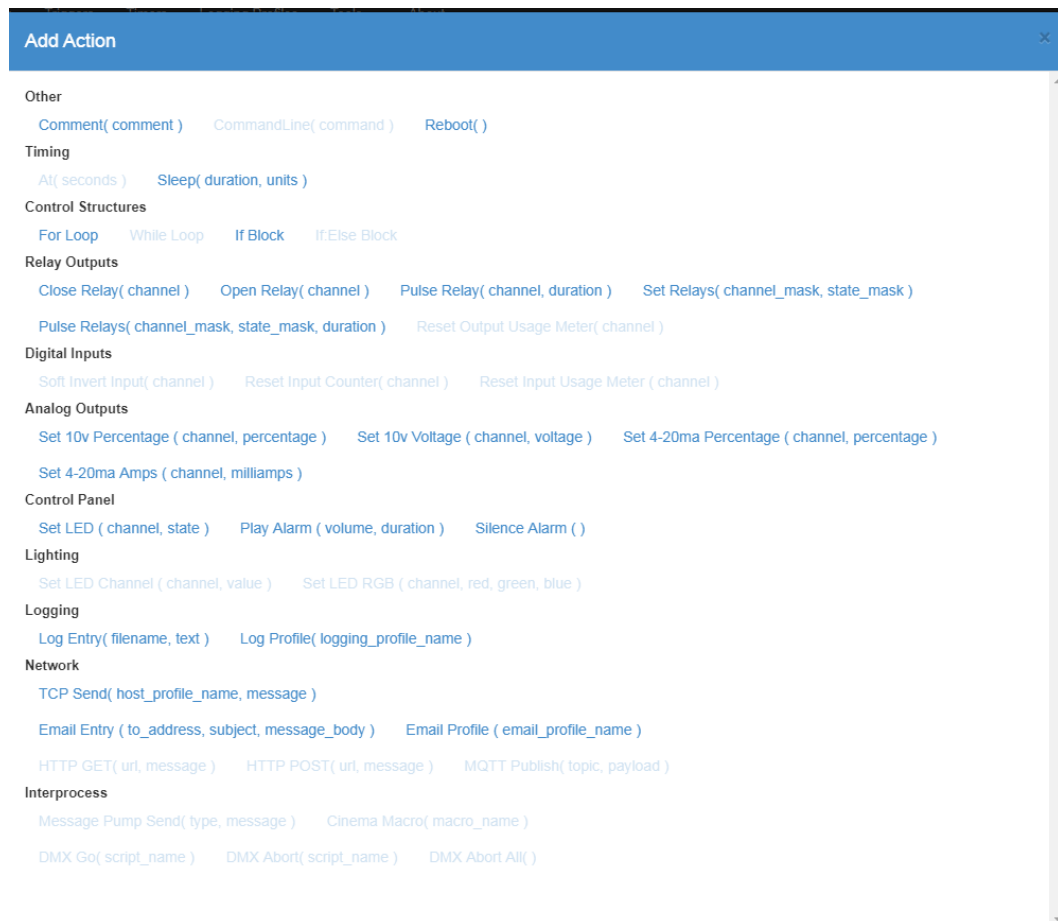 Triggers Timers Logging Profiles Tools About
Add Action ×
Other
Comment( comment ) CommandLine( command ) Reboot( )
Timing
At( seconds ) Sleep( duration, units )
Control Structures
For Loop While Loop If Block If:Else Block
Relay Outputs
Close Relay( channel ) Open Relay( channel ) Pulse Relay( channel, duration ) Set Relays( channel_mask, state_mask )
Pulse Relays( channel_mask, state_mask, duration ) Reset Output Usage Meter( channel )
Digital Inputs
Soft Invert Input( channel ) Reset Input Counter( channel ) Reset Input Usage Meter ( channel )
Analog Outputs
Set 10v Percentage ( channel, percentage ) Set 10v Voltage ( channel, voltage ) Set 4-20ma Percentage ( channel, percentage )
Set 4-20ma Amps ( channel, milliamps )
Control Panel
Set LED ( channel, state ) Play Alarm ( volume, duration ) Silence Alarm ( )
Lighting
Set LED Channel ( channel, value ) Set LED RGB ( channel, red, green, blue )
Logging
Log Entry( filename, text ) Log Profile( logging_profile_name )
Network
TCP Send( host_profile_name, message )
Email Entry ( to_address, subject, message_body ) Email Profile ( email_profile_name )
HTTP GET( url, message ) HTTP POST( url, message ) MQTT Publish( topic, payload )
Interprocess
Message Pump Send( type, message ) Cinema Macro( macro_name )
DMX Go( script_name ) DMX Abort( script_name ) DMX Abort All( )